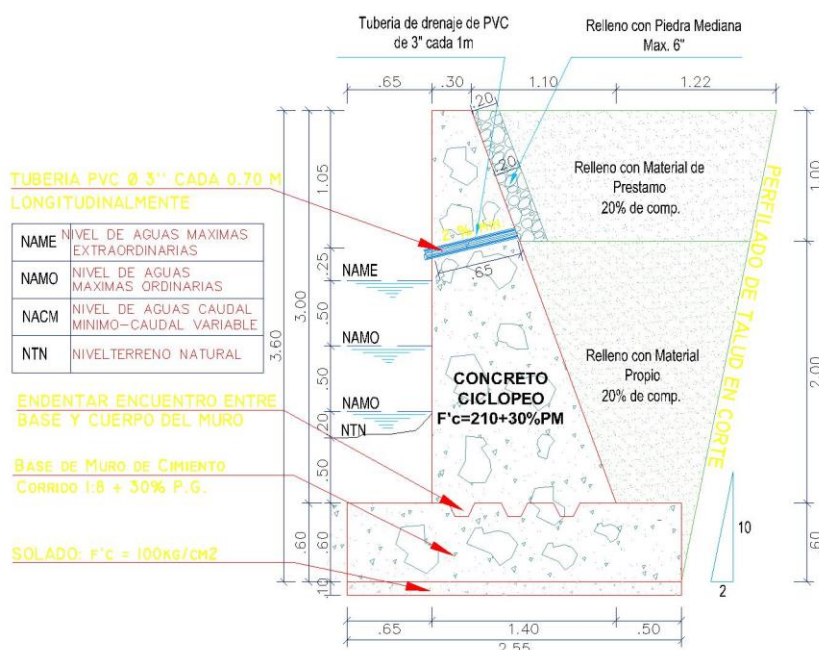 Tuberia de drenaje de PVC
de 3" cada 1m
Relleno con Piedra Mediana
Max. 6"
.65
.30
1.10
1.22
.20
.20
TUBERIA PVC Ø 3'' CADA 0.70 M
LONGITUDINALMENTE
NAME NIVEL DE AGUAS MAXIMAS
EXTRAORDINARIAS
NAMO NIVEL DE AGUAS
MAXIMAS ORDINARIAS
NACM NIVEL DE AGUAS CAUDAL
MINIMO-CAUDAL VARIABLE
NTN NIVELTERRENO NATURAL
3.60
3.00
1.05
.25
.50
.50
.20
.50
.60
.60
.10
NAME
NAMO
NAMO
NTN
.65
Relleno con Material de
Prestamo
20% de comp.
Relleno con Material
Propio
20% de comp.
PERFILADO DE TALUD EN CORTE
1.00
2.00
.60
CONCRETO
CICLOPEO
F'c=210+30%PM
ENDENTAR ENCUENTRO ENTRE
BASE Y CUERPO DEL MURO
BASE DE MURO DE CIMIENTO
CORRIDO 1:8 + 30% P.G.
SOLADO: F'C = 100KG/CM2
10
2
.65
1.40
.50
2.55